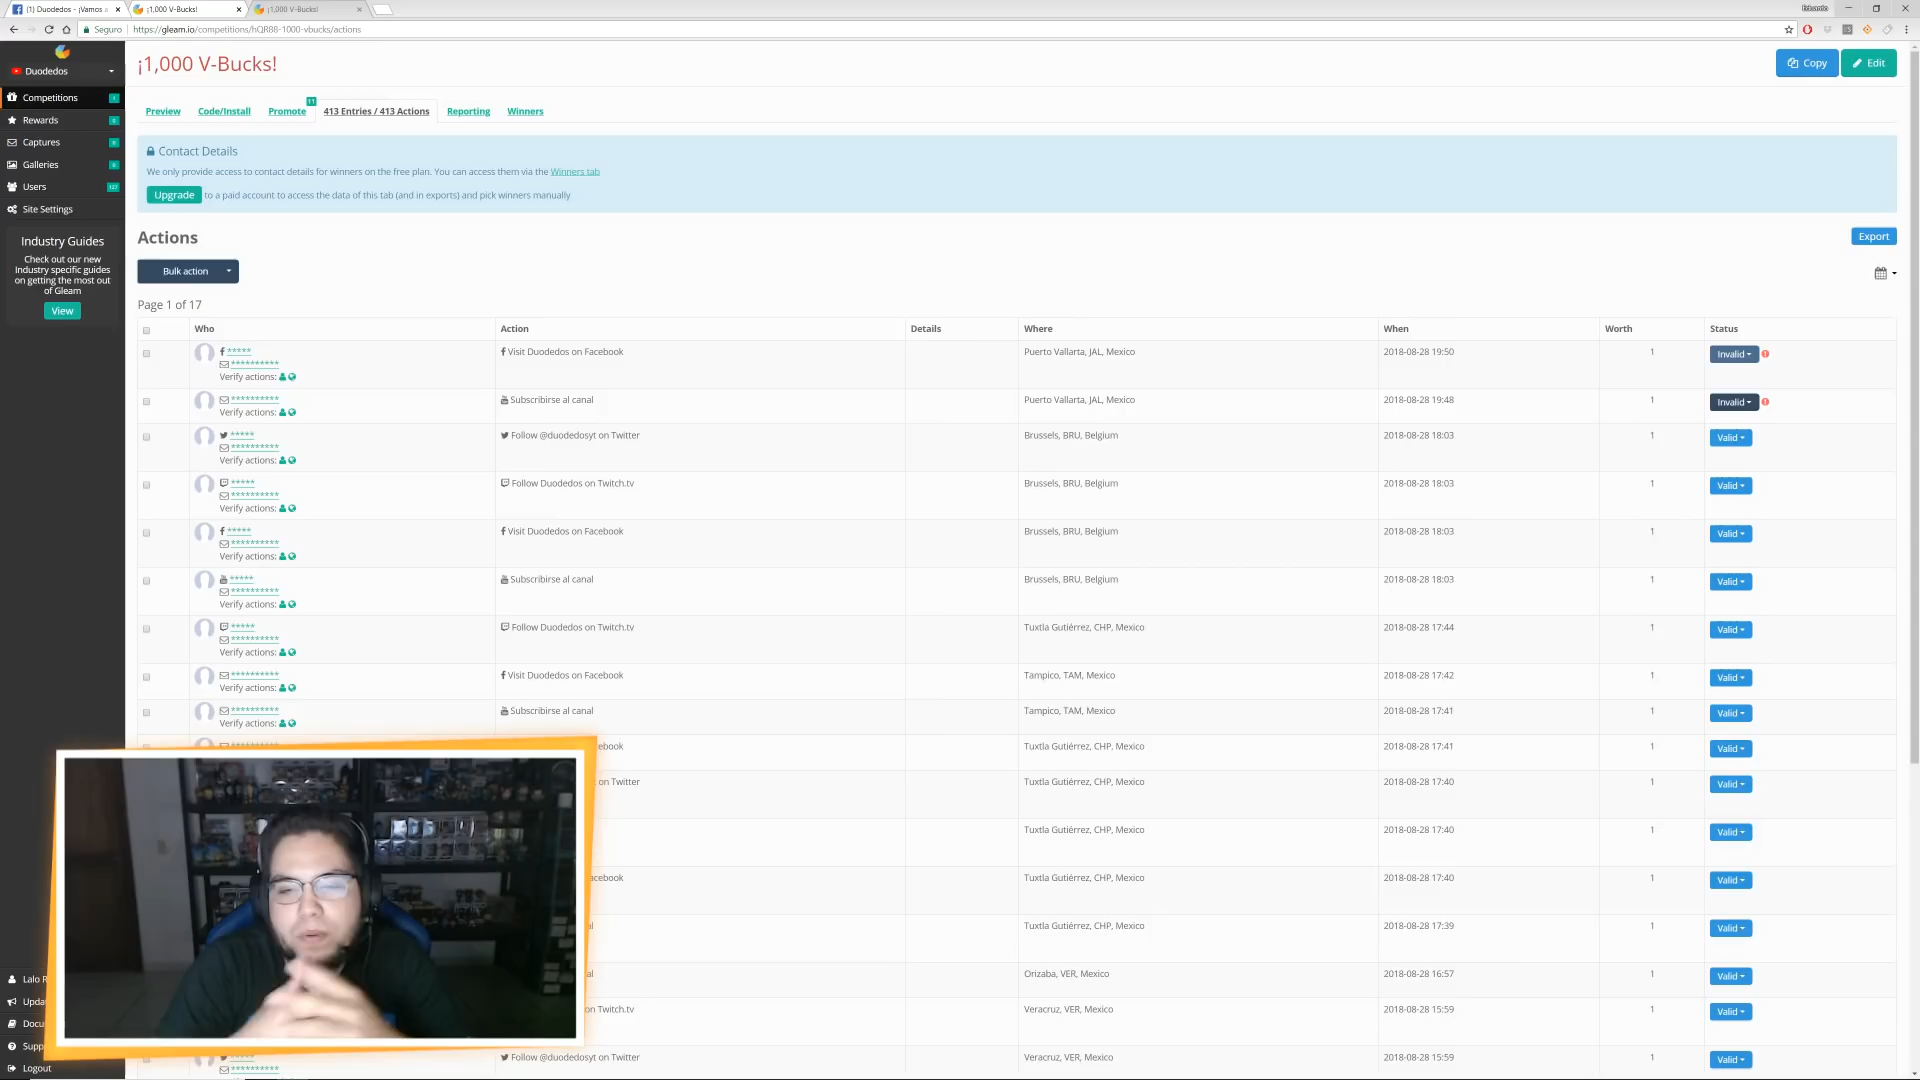 (1) Duodedos - ¡Vamos a
¡1,000 V-Bucks!
¡1,000 V-Bucks!
Seguro
https://gleam.io/competitions/hQR88-1000-vbucks/actions
Duodedos
Competitions
Rewards
Captures
Galleries
Users
Site Settings
Industry Guides
Check out our new
Industry specific guides
on getting the most out
of Gleam
View
¡1,000 V-Bucks!
Copy
Edit
Preview
Code/Install
Promote
11
413 Entries / 413 Actions
Reporting
Winners
Contact Details
We only provide access to contact details for winners on the free plan. You can access them via the Winners tab
Upgrade to a paid account to access the data of this tab (and in exports) and pick winners manually
Actions
Export
Bulk action
Page 1 of 17
Who Action Details Where When Worth Status
***** Visit Duodedos on Facebook Puerto Vallarta, JAL, Mexico 2018-08-28 19:50 1 Invalid
**********
Verify actions:
********** Subscribirse al canal Puerto Vallarta, JAL, Mexico 2018-08-28 19:48 1 Invalid
Verify actions:
***** Follow @duodedosyt on Twitter Brussels, BRU, Belgium 2018-08-28 18:03 1 Valid
**********
Verify actions:
***** Follow Duodedos on Twitch.tv Brussels, BRU, Belgium 2018-08-28 18:03 1 Valid
**********
Verify actions:
***** Visit Duodedos on Facebook Brussels, BRU, Belgium 2018-08-28 18:03 1 Valid
**********
Verify actions:
***** Subscribirse al canal Brussels, BRU, Belgium 2018-08-28 18:03 1 Valid
**********
Verify actions:
***** Follow Duodedos on Twitch.tv Tuxtla Gutiérrez, CHP, Mexico 2018-08-28 17:44 1 Valid
**********
Verify actions:
********** Visit Duodedos on Facebook Tampico, TAM, Mexico 2018-08-28 17:42 1 Valid
Verify actions:
********** Subscribirse al canal Tampico, TAM, Mexico 2018-08-28 17:41 1 Valid
Verify actions:
ebook Tuxtla Gutiérrez, CHP, Mexico 2018-08-28 17:41 1 Valid
on Twitter Tuxtla Gutiérrez, CHP, Mexico 2018-08-28 17:40 1 Valid
Tuxtla Gutiérrez, CHP, Mexico 2018-08-28 17:40 1 Valid
acebook Tuxtla Gutiérrez, CHP, Mexico 2018-08-28 17:40 1 Valid
al Tuxtla Gutiérrez, CHP, Mexico 2018-08-28 17:39 1 Valid
al Orizaba, VER, Mexico 2018-08-28 16:57 1 Valid
on Twitch.tv Veracruz, VER, Mexico 2018-08-28 15:59 1 Valid
Follow @duodedosyt on Twitter Veracruz, VER, Mexico 2018-08-28 15:59 1 Valid
**********
Lalo R
Upda
Docu
Supp
Logout